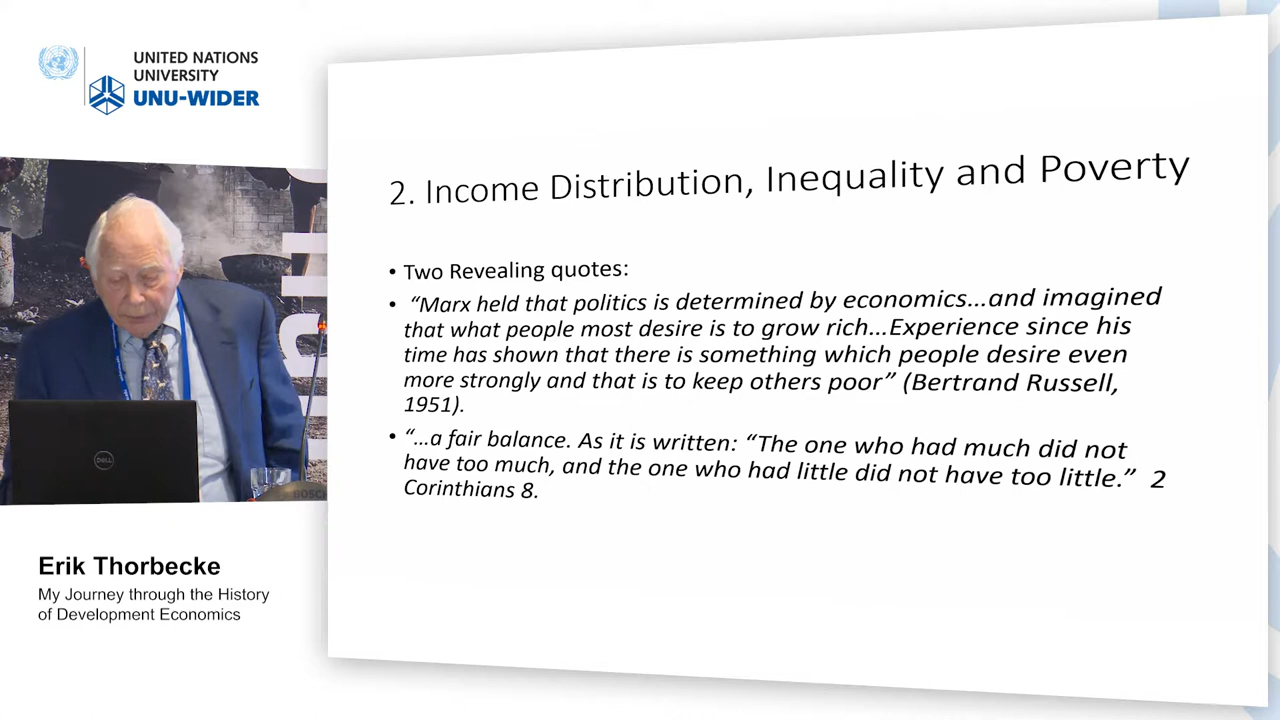 UNITED NATIONS
UNIVERSITY
UNU-WIDER
2. Income Distribution, Inequality and Poverty
• Two Revealing quotes:
• “Marx held that politics is determined by economics...and imagined
that what people most desire is to grow rich...Experience since his
time has shown that there is something which people desire even
more strongly and that is to keep others poor” (Bertrand Russell,
1951).
• “...a fair balance. As it is written: “The one who had much did not
have too much, and the one who had little did not have too little.” 2
Corinthians 8.
DELL
BOSCH
Erik Thorbecke
My Journey through the History
of Development Economics